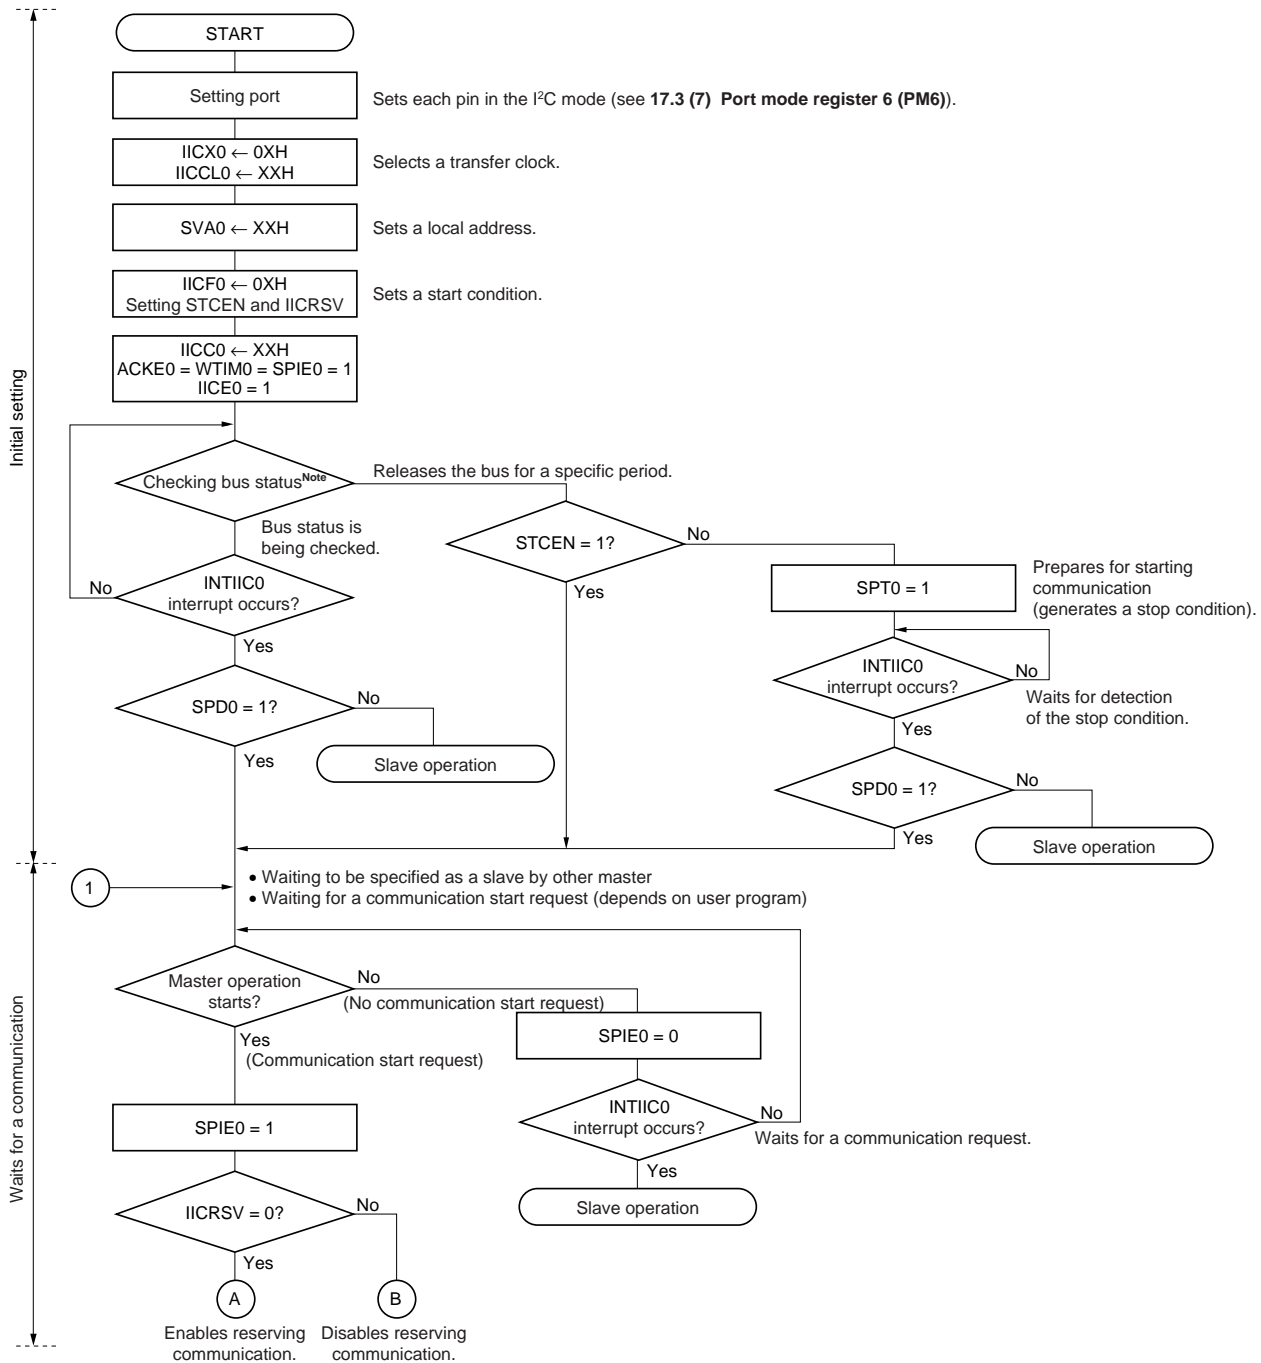 START
Setting port
Sets each pin in the I²C mode (see 17.3 (7) Port mode register 6 (PM6)).
IICX0 ← 0XH
IICCL0 ← XXH
Selects a transfer clock.
SVA0 ← XXH
Sets a local address.
IICF0 ← 0XH
Setting STCEN and IICRSV
Sets a start condition.
IICC0 ← XXH
ACKE0 = WTIM0 = SPIE0 = 1
IICE0 = 1
Initial setting
Checking bus status^Note
Releases the bus for a specific period.
Bus status is
being checked.
STCEN = 1?
No
Yes
SPT0 = 1
Prepares for starting
communication
(generates a stop condition).
INTIIC0
interrupt occurs?
No
Yes
INTIIC0
interrupt occurs?
No
Waits for detection
of the stop condition.
Yes
SPD0 = 1?
No
Yes
Slave operation
SPD0 = 1?
No
Yes
Slave operation
1
• Waiting to be specified as a slave by other master
• Waiting for a communication start request (depends on user program)
Waits for a communication
Master operation
starts?
No
(No communication start request)
Yes
(Communication start request)
SPIE0 = 0
INTIIC0
interrupt occurs?
No
Waits for a communication request.
Yes
Slave operation
SPIE0 = 1
IICRSV = 0?
No
Yes
A
B
Enables reserving
communication.
Disables reserving
communication.